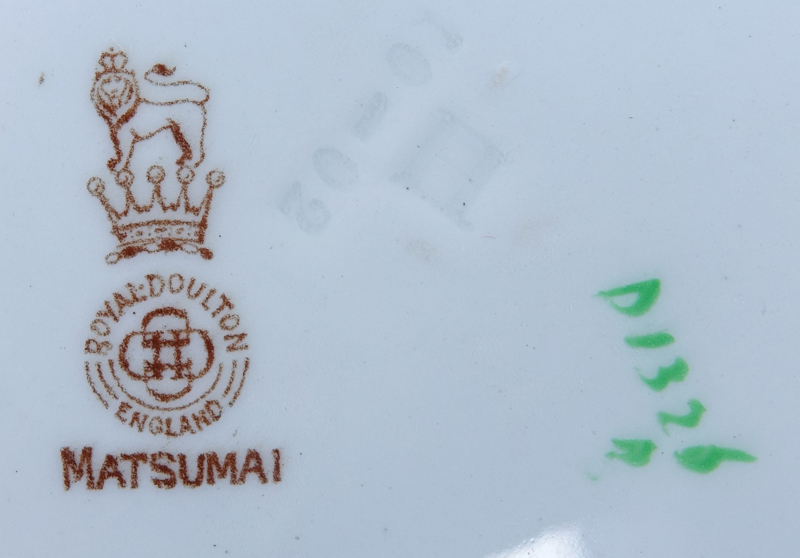 ROYAL·DOULTON
ENGLAND
MATSUMAI
D1326